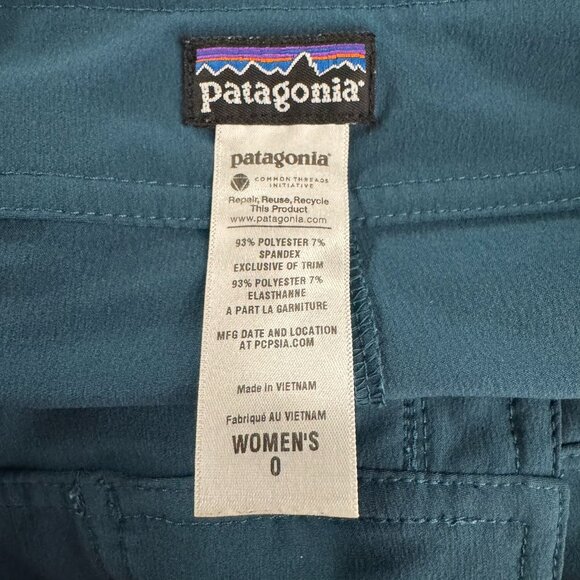 patagonia®
patagonia®
COMMON THREADS
INITIATIVE
Repair, Reuse, Recycle
This Product
www.patagonia.com
93% POLYESTER 7%
SPANDEX
EXCLUSIVE OF TRIM
93% POLYESTER 7%
ELASTHANNE
A PART LA GARNITURE
MFG DATE AND LOCATION
AT PCPSIA.COM
Made in VIETNAM
Fabriqué AU VIETNAM
WOMEN'S
0